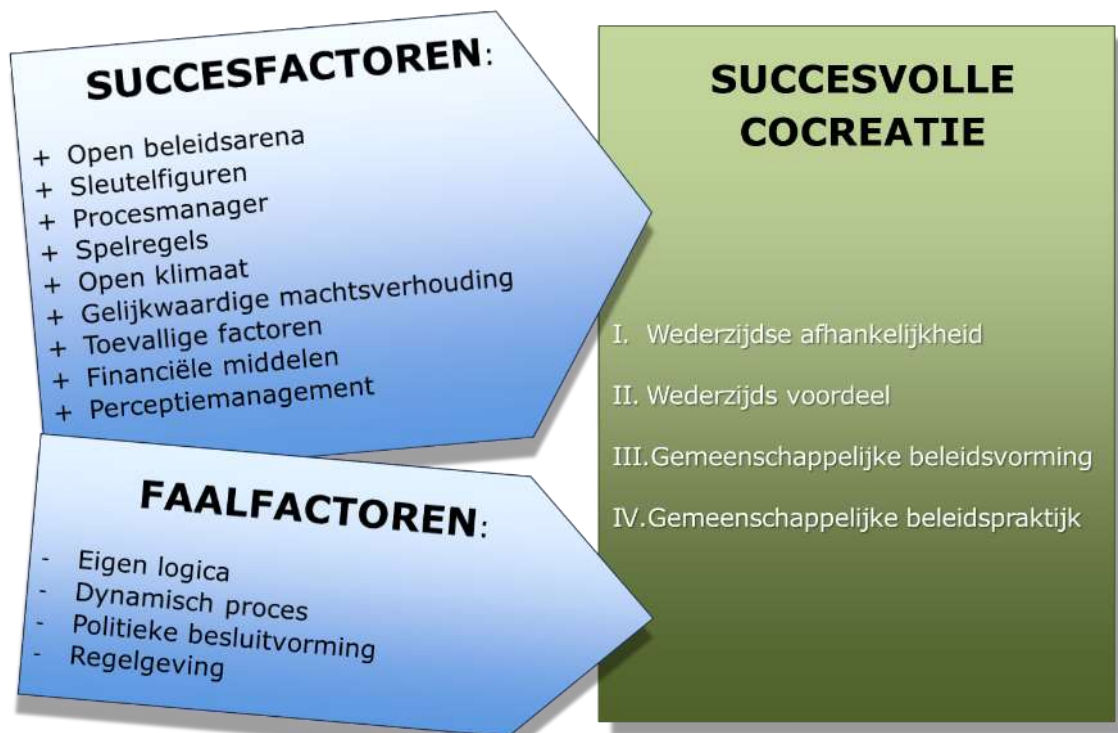 SUCCESFACTOREN:
+ Open beleidsarena
+ Sleutelfiguren
+ Procesmanager
+ Spelregels
+ Open klimaat
+ Gelijkwaardige machtsverhouding
+ Toevallige factoren
+ Financiële middelen
+ Perceptiemanagement
FAALFACTOREN:
- Eigen logica
- Dynamisch proces
- Politieke besluitvorming
- Regelgeving
SUCCESVOLLE
COCREATIE
I. Wederzijdse afhankelijkheid
II. Wederzijds voordeel
III.Gemeenschappelijke beleidsvorming
IV.Gemeenschappelijke beleidspraktijk